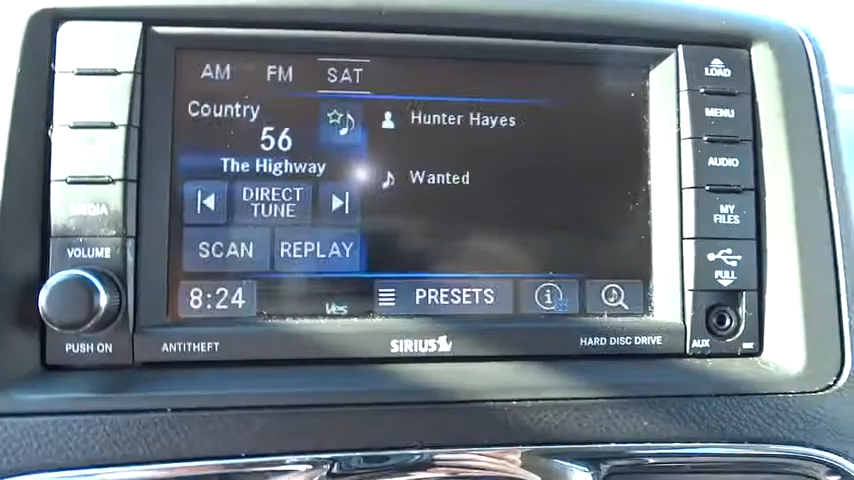 AM FM SAT
Country
56
The Highway
DIRECT
TUNE
SCAN REPLAY
8:24
Hunter Hayes
Wanted
PRESETS
MEDIA
VOLUME
PUSH ON
ANTITHEFT
SIRIUS
HARD DISC DRIVE
LOAD
MENU
AUDIO
MY
FILES
PULL
AUX